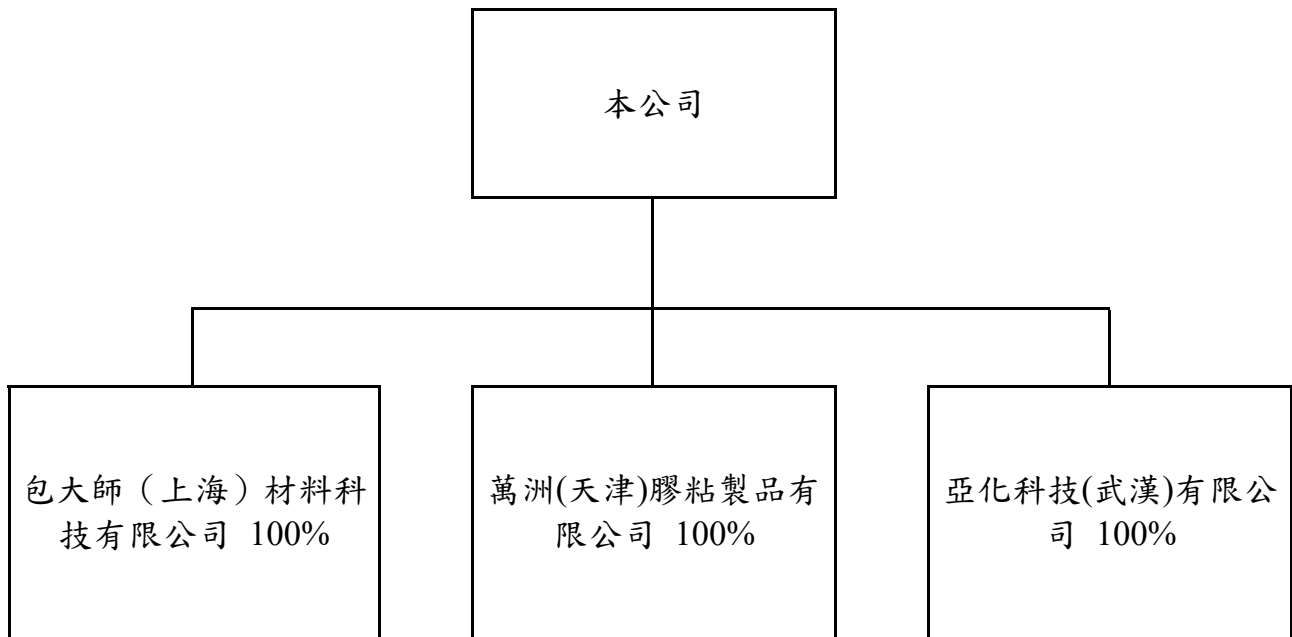 本公司
包大師（上海）材料科
技有限公司 100%
萬洲(天津)膠粘製品有
限公司 100%
亞化科技(武漢)有限公
司 100%